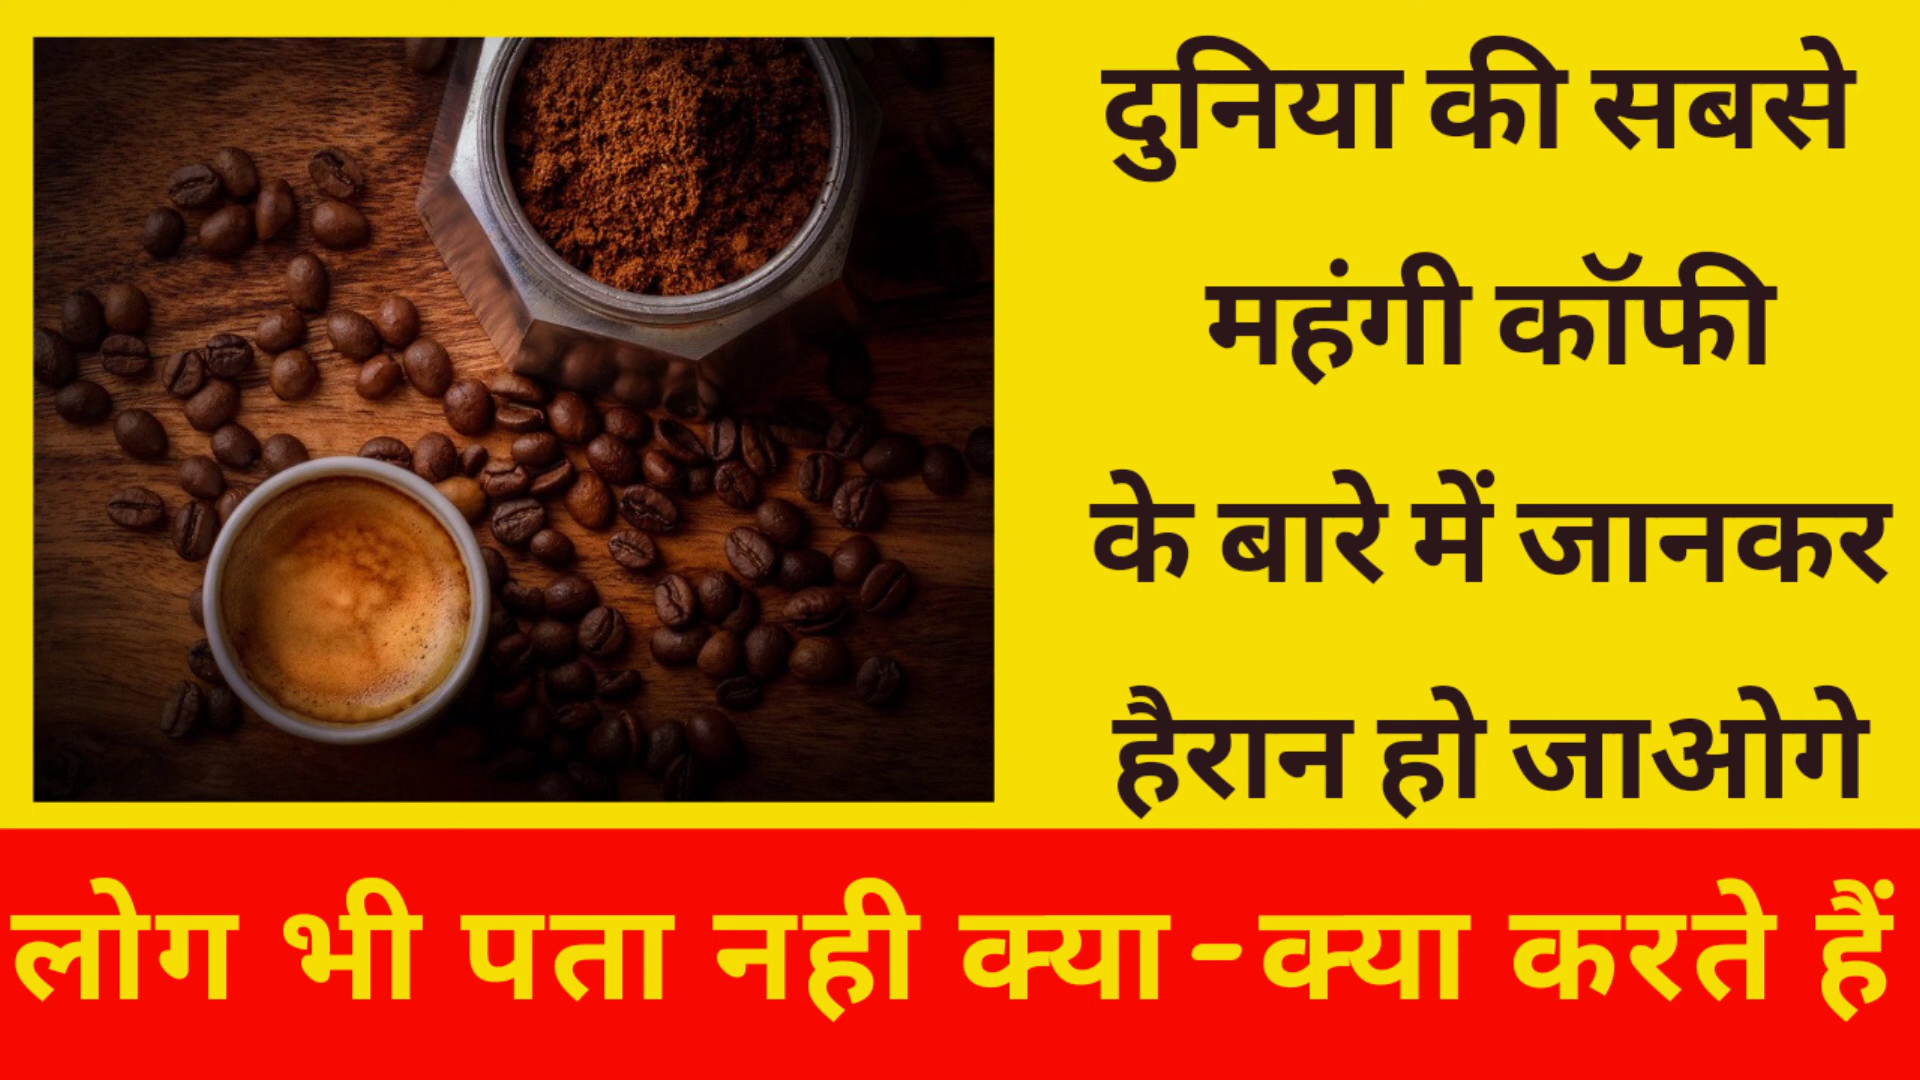 दुनिया की सबसे
महंगी कॉफी
के बारे में जानकर
हैरान हो जाओगे
लोग भी पता नही क्या-क्या करते हैं